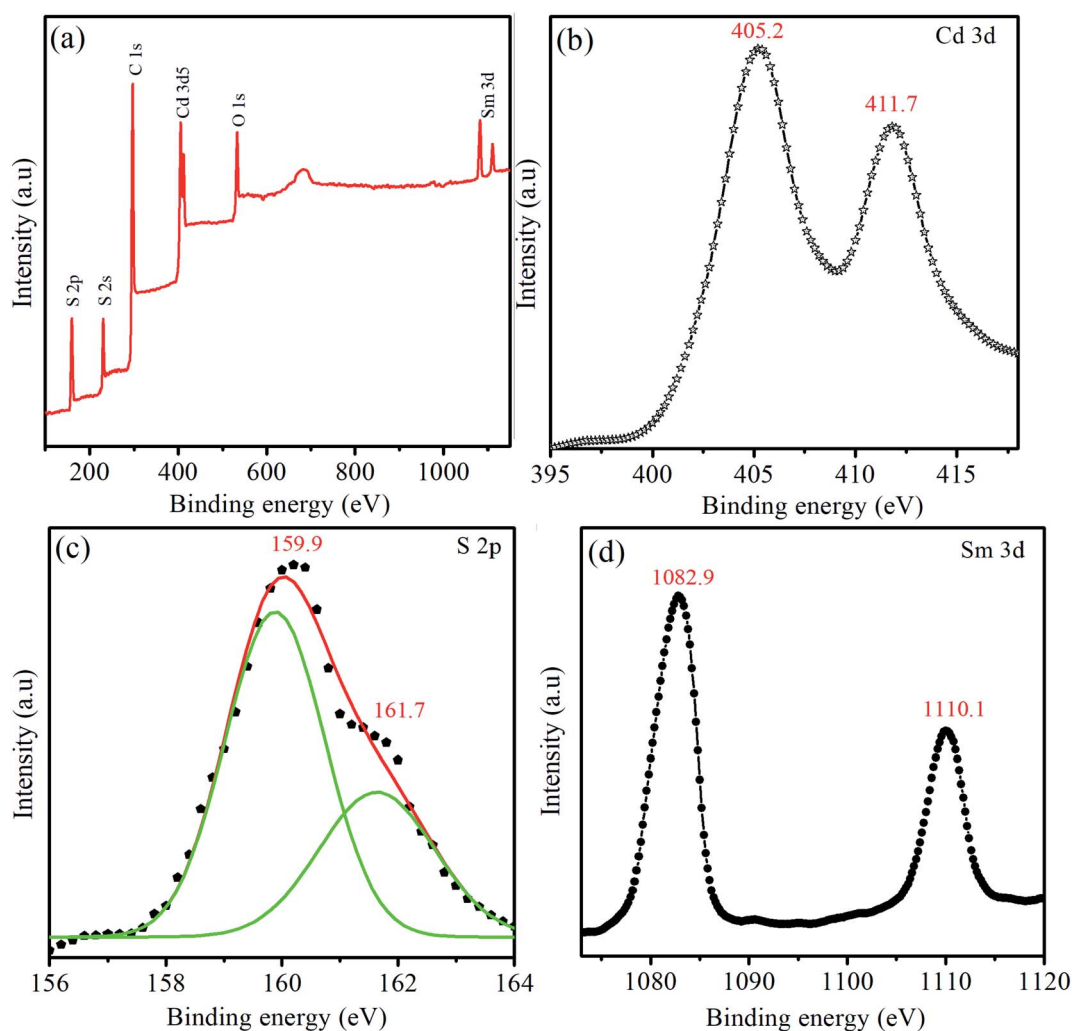 (a)
C 1s
Cd 3d5
O 1s
Sm 3d
S 2p
S 2s
Intensity (a.u)
200 400 600 800 1000
Binding energy (eV)
(b)
405.2
Cd 3d
411.7
Intensity (a.u)
395 400 405 410 415
Binding energy (eV)
(c)
159.9
S 2p
161.7
Intensity (a.u)
156 158 160 162 164
Binding energy (eV)
(d)
Sm 3d
1082.9
1110.1
Intensity (a.u)
1080 1090 1100 1110 1120
Binding energy (eV)